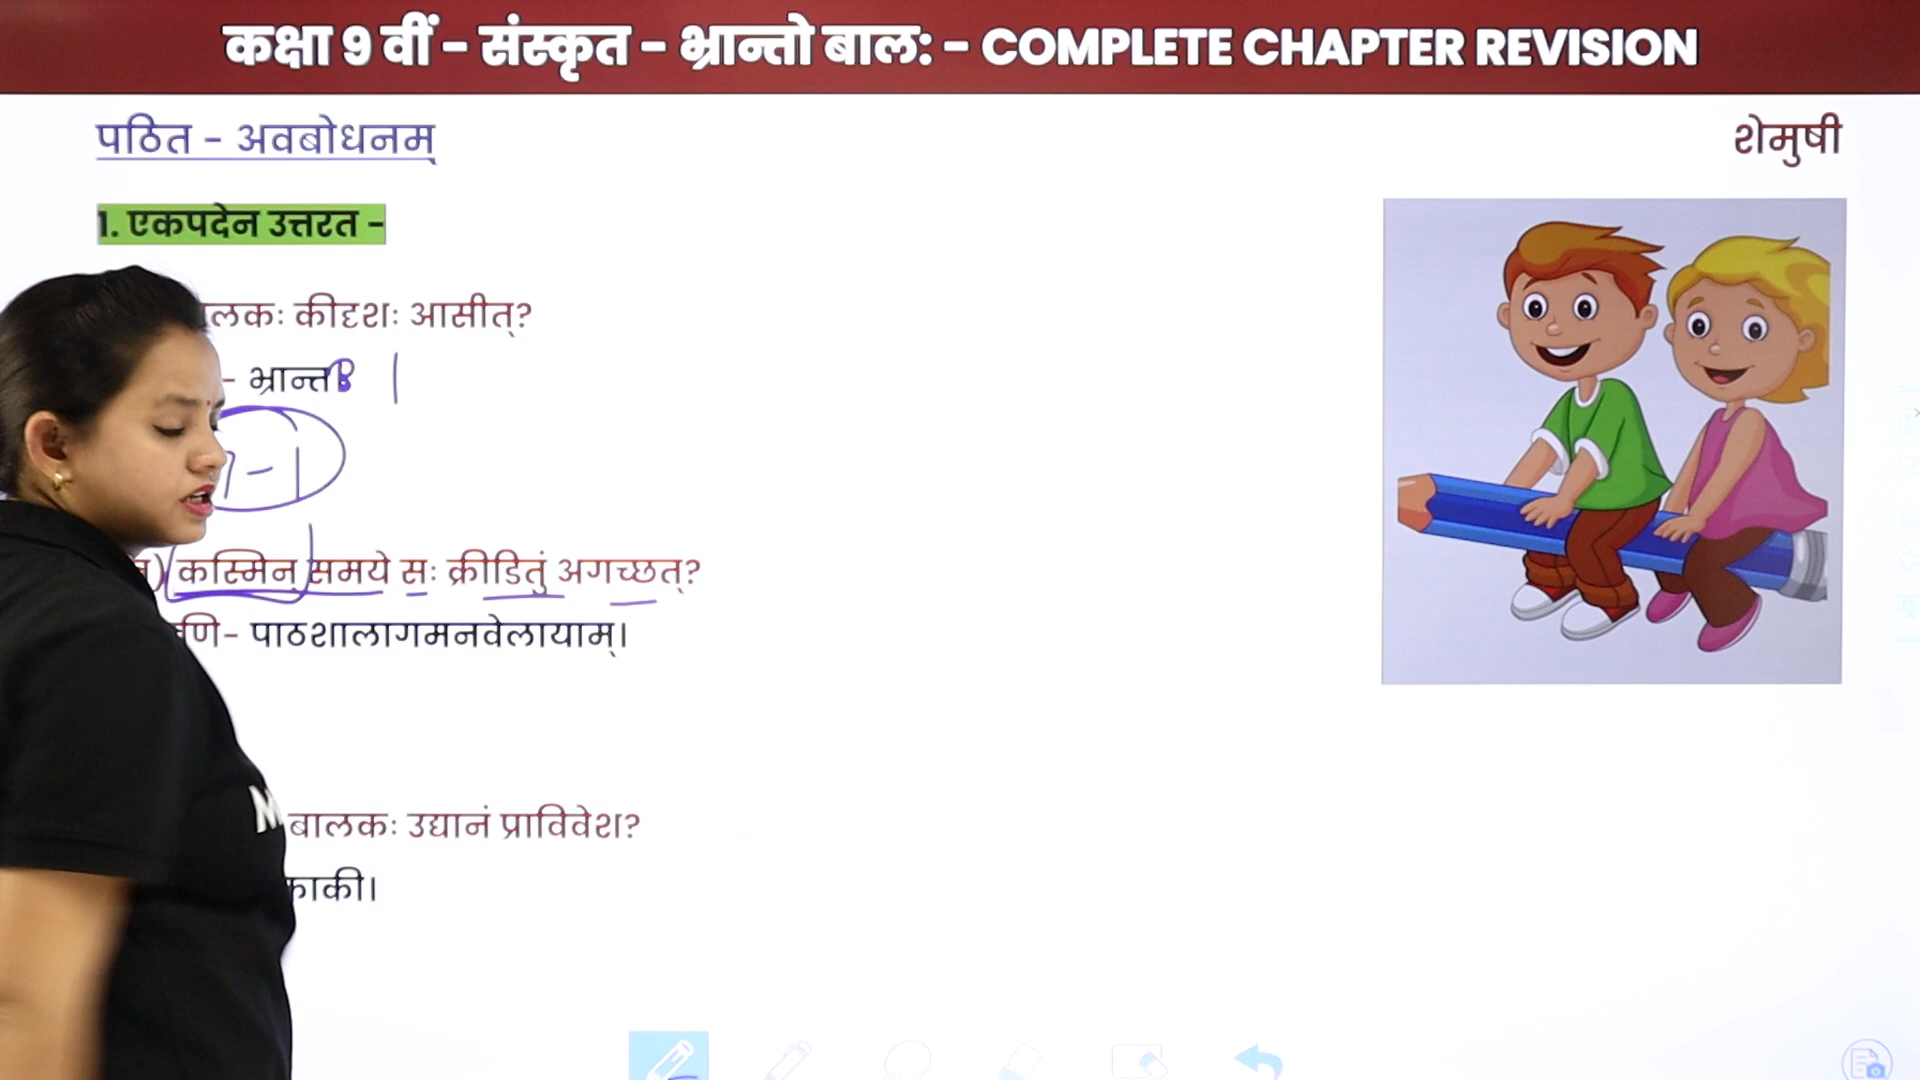 कक्षा 9 वीं - संस्कृत - भ्रान्तो बाल: - COMPLETE CHAPTER REVISION
पठित - अवबोधनम्
शेमुषी
1. एकपदेन उत्तरत -
कीदृशः आसीत्?
- भ्रान्तः ।
कस्मिन् समये सः क्रीडितुं अगच्छत्?
- पाठशालागमनवेलायाम्।
बालकः उद्यानं प्राविवेश?